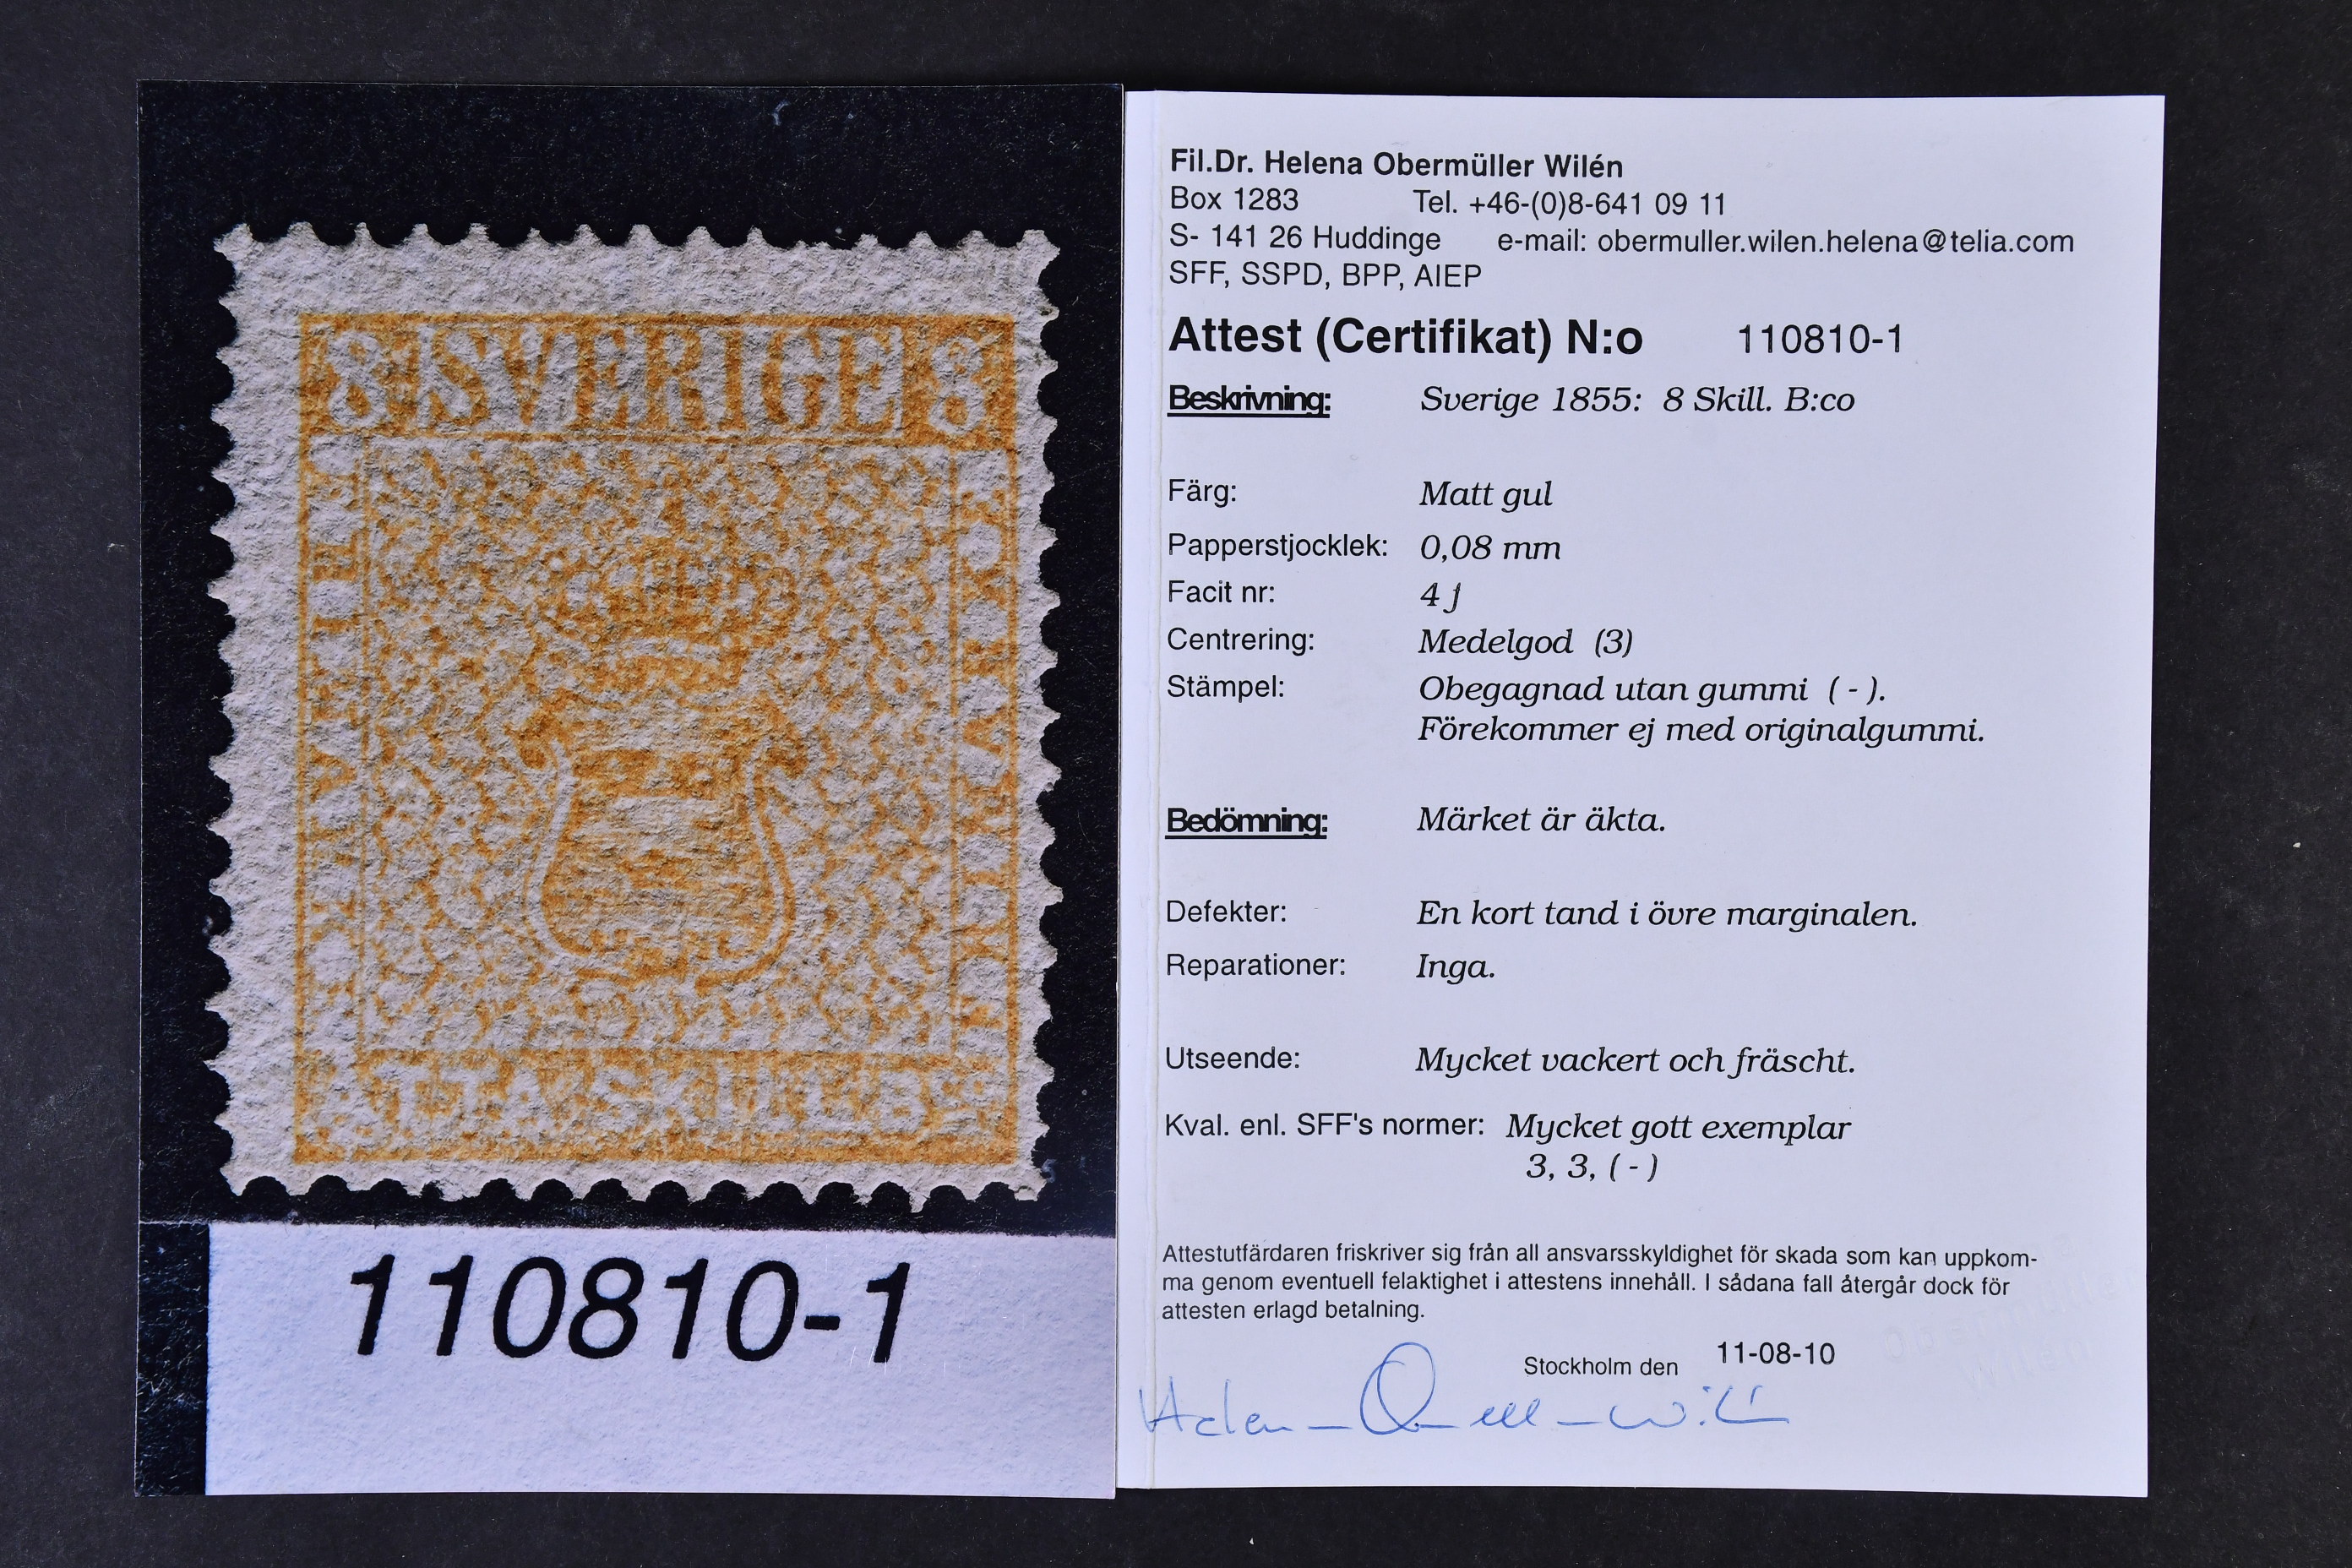 8 SVERIGE 8
FRIMÄRKE
ÅTTA SKILL. Bco.
110810-1
Fil.Dr. Helena Obermüller Wilén
Box 1283 Tel. +46-(0)8-641 09 11
S- 141 26 Huddinge e-mail: obermuller.wilen.helena@telia.com
SFF, SSPD, BPP, AIEP
Attest (Certifikat) N:o 110810-1
Beskrivning: Sverige 1855: 8 Skill. B:co
Färg: Matt gul
Papperstjocklek: 0,08 mm
Facit nr: 4 j
Centrering: Medelgod (3)
Stämpel: Obegagnad utan gummi ( - ).
Förekommer ej med originalgummi.
Bedömning: Märket är äkta.
Defekter: En kort tand i övre marginalen.
Reparationer: Inga.
Utseende: Mycket vackert och fräscht.
Kval. enl. SFF's normer: Mycket gott exemplar
3, 3, ( - )
Attestutfärdaren friskriver sig från all ansvarsskyldighet för skada som kan uppkom-
ma genom eventuell felaktighet i attestens innehåll. I sådana fall återgår dock för
attesten erlagd betalning.
Stockholm den 11-08-10